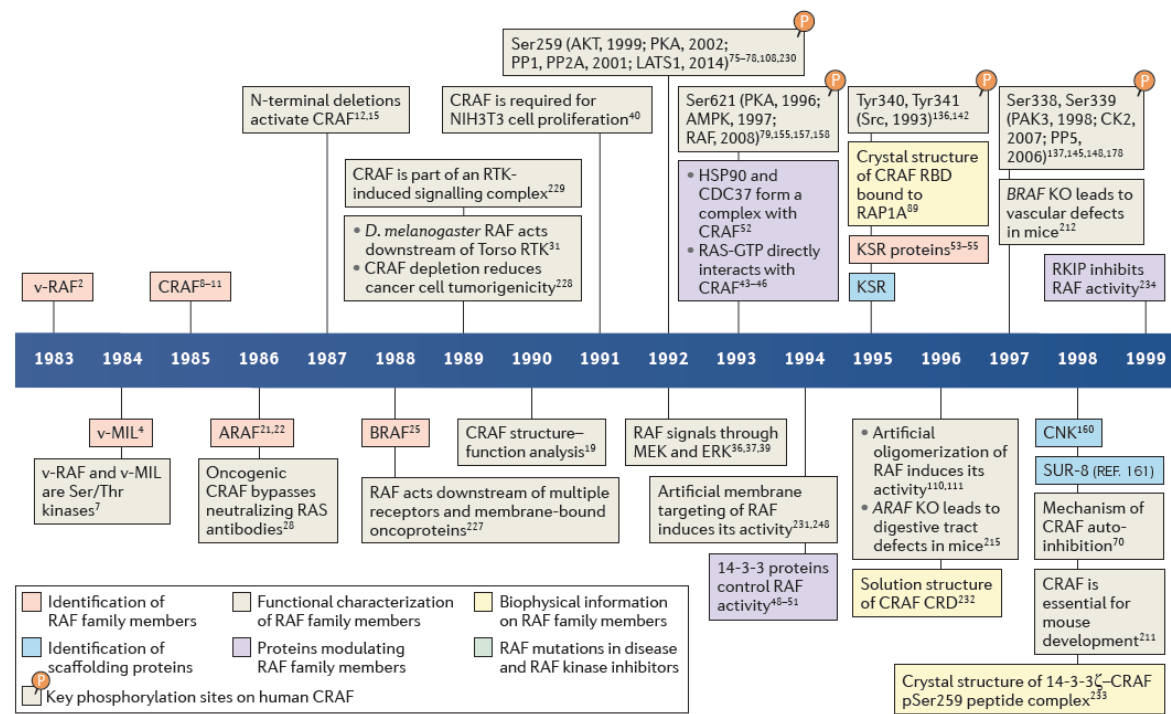 Ser259 (AKT, 1999; PKA, 2002;
PP1, PP2A, 2001; LATS1, 2014)75–78,108,230
P
N-terminal deletions
activate CRAF12,15
CRAF is required for
NIH3T3 cell proliferation40
Ser621 (PKA, 1996;
AMPK, 1997;
RAF, 2008)79,155,157,158
P
Tyr340, Tyr341
(Src, 1993)136,142
P
Ser338, Ser339
(PAK3, 1998; CK2,
2007; PP5,
2006)137,145,148,178
P
CRAF is part of an RTK-
induced signalling complex229
• D. melanogaster RAF acts
downstream of Torso RTK31
• CRAF depletion reduces
cancer cell tumorigenicity228
• HSP90 and
CDC37 form a
complex with
CRAF52
• RAS-GTP directly
interacts with
CRAF43–46
Crystal structure
of CRAF RBD
bound to
RAP1A89
KSR proteins53–55
KSR
BRAF KO leads to
vascular defects
in mice212
RKIP inhibits
RAF activity234
v-RAF2
CRAF8–11
1983 1984 1985 1986 1987 1988 1989 1990 1991 1992 1993 1994 1995 1996 1997 1998 1999
v-MIL4
v-RAF and v-MIL
are Ser/Thr
kinases7
ARAF21,22
Oncogenic
CRAF bypasses
neutralizing RAS
antibodies28
BRAF25
RAF acts downstream of multiple
receptors and membrane-bound
oncoproteins227
CRAF structure–
function analysis19
RAF signals through
MEK and ERK36,37,39
Artificial membrane
targeting of RAF
induces its activity231,248
14-3-3 proteins
control RAF
activity48–51
• Artificial
oligomerization of
RAF induces its
activity110,111
• ARAF KO leads to
digestive tract
defects in mice215
Solution structure
of CRAF CRD232
CNK160
SUR-8 (REF. 161)
Mechanism of
CRAF auto-
inhibition70
CRAF is
essential for
mouse
development211
Crystal structure of 14-3-3ζ–CRAF
pSer259 peptide complex233
Identification of
RAF family members
Functional characterization
of RAF family members
Biophysical information
on RAF family members
Identification of
scaffolding proteins
Proteins modulating
RAF family members
RAF mutations in disease
and RAF kinase inhibitors
P
Key phosphorylation sites on human CRAF